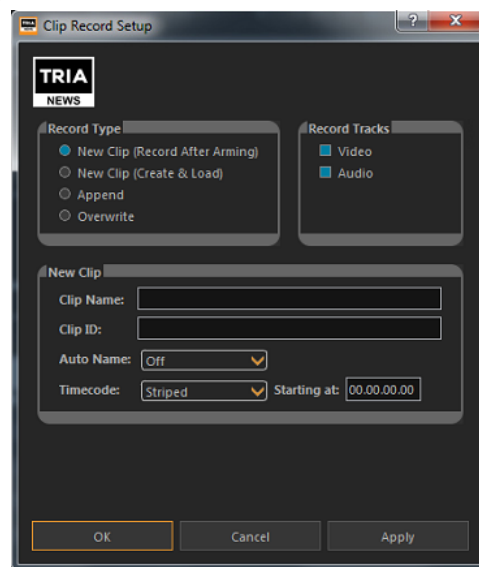 Clip Record Setup
TRIA
NEWS
Record Type
New Clip (Record After Arming)
New Clip (Create & Load)
Append
Overwrite
Record Tracks
Video
Audio
New Clip
Clip Name:
Clip ID:
Auto Name: Off
Timecode: Striped Starting at: 00.00.00.00
OK Cancel Apply